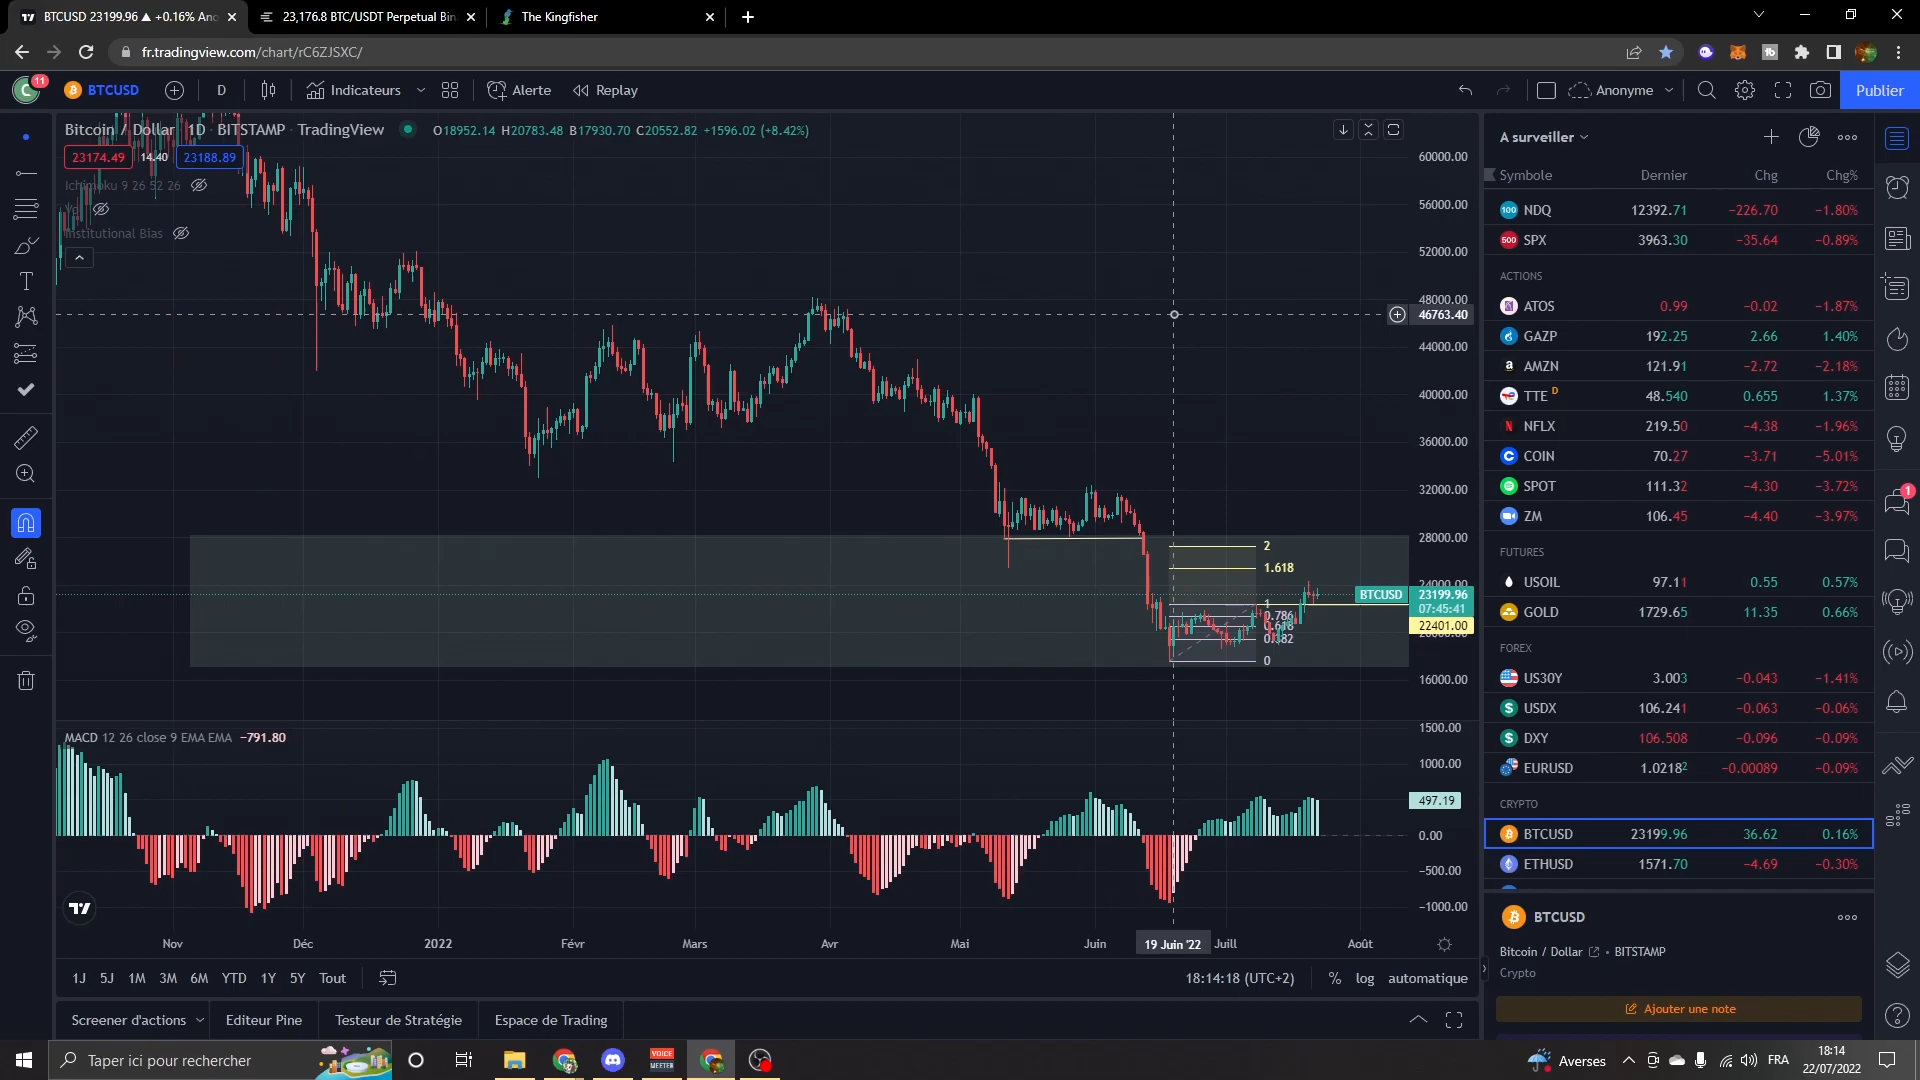 BTCUSD 23199.96 ▲ +0.16% Ano
23,176.8 BTC/USDT Perpetual Bin
The Kingfisher
fr.tradingview.com/chart/rC6ZJSXC/
C 11
BTCUSD
D
Indicateurs
Alerte
Replay
Anonyme
Publier
Bitcoin / Dollar 1D BITSTAMP TradingView
O18952.14 H20783.48 B17930.70 C20552.82 +1596.02 (+8.42%)
23174.49 14.40 23188.89
Ichimoku 9 26 52 26
Institutional Bias
60000.00
56000.00
52000.00
48000.00
46763.40
44000.00
40000.00
36000.00
32000.00
28000.00
24000.00
BTCUSD 23199.96
07:45:41
22401.00
16000.00
2
1.618
1
0.786
0.618
0.382
0
MACD 12 26 close 9 EMA EMA −791.80
1500.00
1000.00
497.19
0.00
−500.00
−1000.00
Nov Déc 2022 Févr Mars Avr Mai Juin 19 Juin '22 Juill Août
1J 5J 1M 3M 6M YTD 1Y 5Y Tout
18:14:18 (UTC+2) % log automatique
Screener d'actions Editeur Pine Testeur de Stratégie Espace de Trading
A surveiller
Symbole Dernier Chg Chg%
NDQ 12392.71 −226.70 −1.80%
SPX 3963.30 −35.64 −0.89%
ACTIONS
ATOS 0.99 −0.02 −1.87%
GAZP 192.25 2.66 1.40%
AMZN 121.91 −2.72 −2.18%
TTE D 48.540 0.655 1.37%
NFLX 219.50 −4.38 −1.96%
COIN 70.27 −3.71 −5.01%
SPOT 111.32 −4.30 −3.72%
ZM 106.45 −4.40 −3.97%
FUTURES
USOIL 97.11 0.55 0.57%
GOLD 1729.65 11.35 0.66%
FOREX
US30Y 3.003 −0.043 −1.41%
USDX 106.241 −0.063 −0.06%
DXY 106.508 −0.096 −0.09%
EURUSD 1.02182 −0.00089 −0.09%
CRYPTO
BTCUSD 23199.96 36.62 0.16%
ETHUSD 1571.70 −4.69 −0.30%
BTCUSD
Bitcoin / Dollar • BITSTAMP
Crypto
Ajouter une note
1
Taper ici pour rechercher
VOICE MEETER
Averses
FRA
18:14
22/07/2022